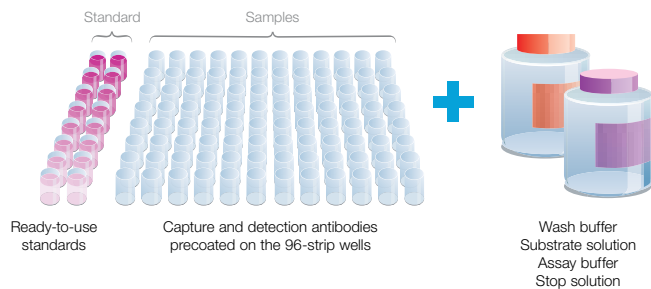 Standard
Samples
Ready-to-use
standards
Capture and detection antibodies
precoated on the 96-strip wells
Wash buffer
Substrate solution
Assay buffer
Stop solution